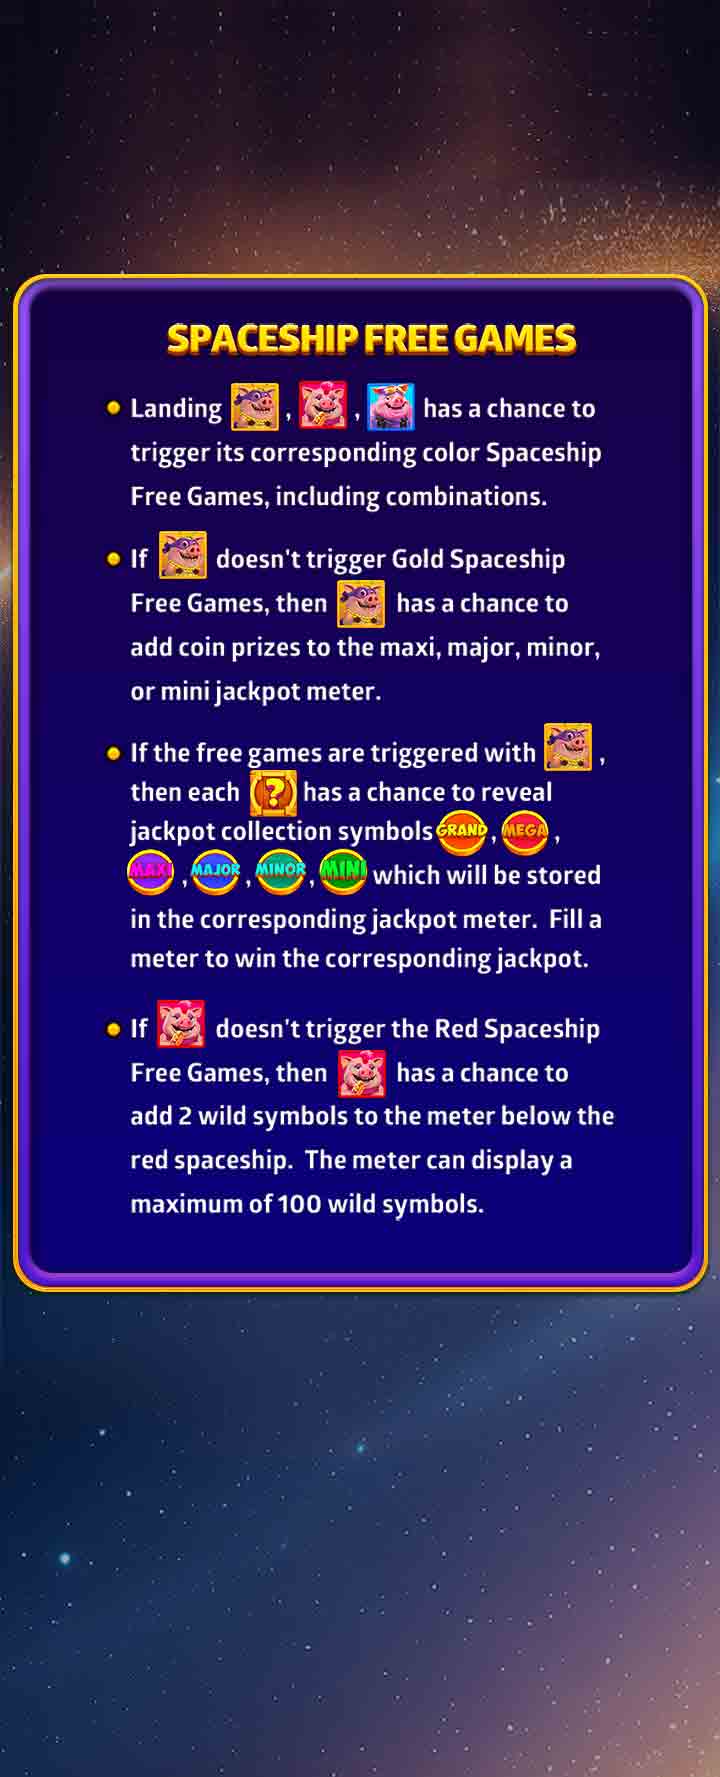 SPACESHIP FREE GAMES
Landing , , has a chance to
trigger its corresponding color Spaceship
Free Games, including combinations.
If doesn't trigger Gold Spaceship
Free Games, then has a chance to
add coin prizes to the maxi, major, minor,
or mini jackpot meter.
If the free games are triggered with ,
then each ? has a chance to reveal
jackpot collection symbols GRAND , MEGA ,
MAXI , MAJOR , MINOR , MINI which will be stored
in the corresponding jackpot meter. Fill a
meter to win the corresponding jackpot.
If doesn't trigger the Red Spaceship
Free Games, then has a chance to
add 2 wild symbols to the meter below the
red spaceship. The meter can display a
maximum of 100 wild symbols.